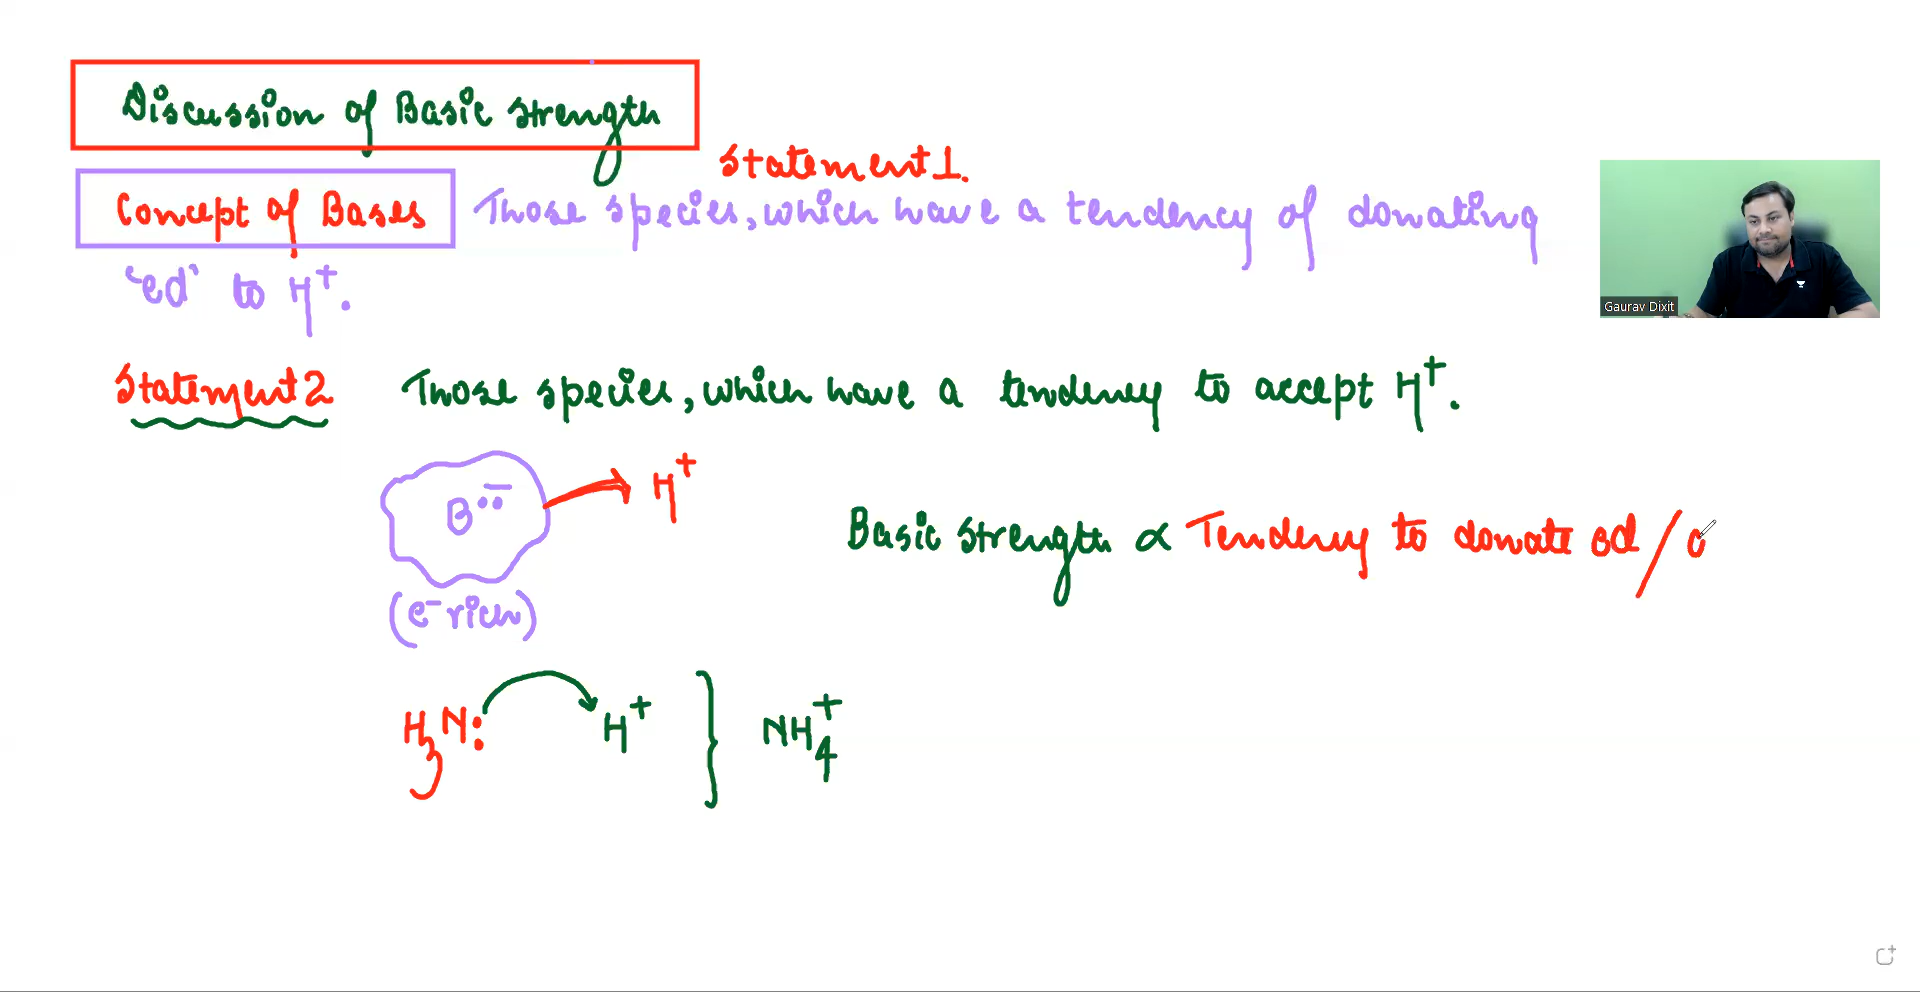 Discussion of Basic strength
Statement 1.
Concept of Bases Those species, which have a tendency of donating
'ed' to H⁺.
Gaurav Dixit
Statement 2 Those species, which have a tendency to accept H⁺.
B:⁻ → H⁺
Basic strength ∝ Tendency to donate ed /
(e⁻ rich)
H₃N: H⁺ } NH₄⁺